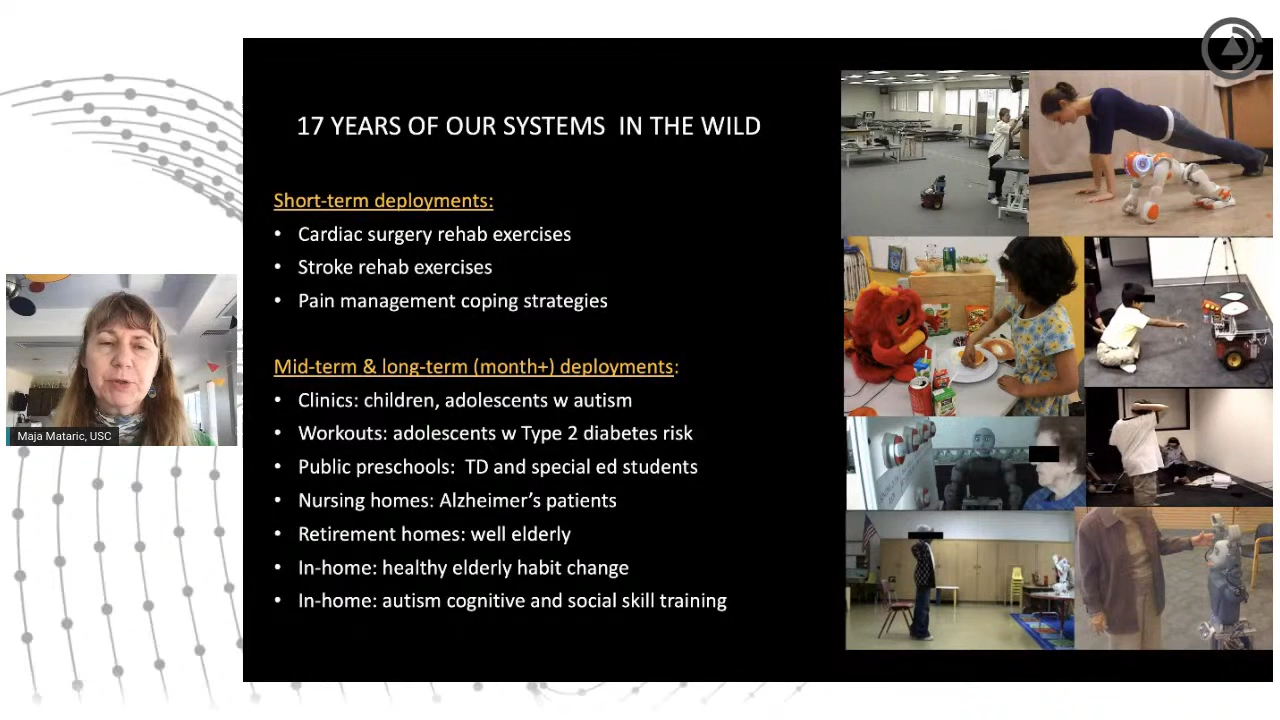 17 YEARS OF OUR SYSTEMS IN THE WILD
Short-term deployments:
• Cardiac surgery rehab exercises
• Stroke rehab exercises
• Pain management coping strategies
Mid-term & long-term (month+) deployments:
• Clinics: children, adolescents w autism
• Workouts: adolescents w Type 2 diabetes risk
• Public preschools: TD and special ed students
• Nursing homes: Alzheimer’s patients
• Retirement homes: well elderly
• In-home: healthy elderly habit change
• In-home: autism cognitive and social skill training
Maja Mataric, USC